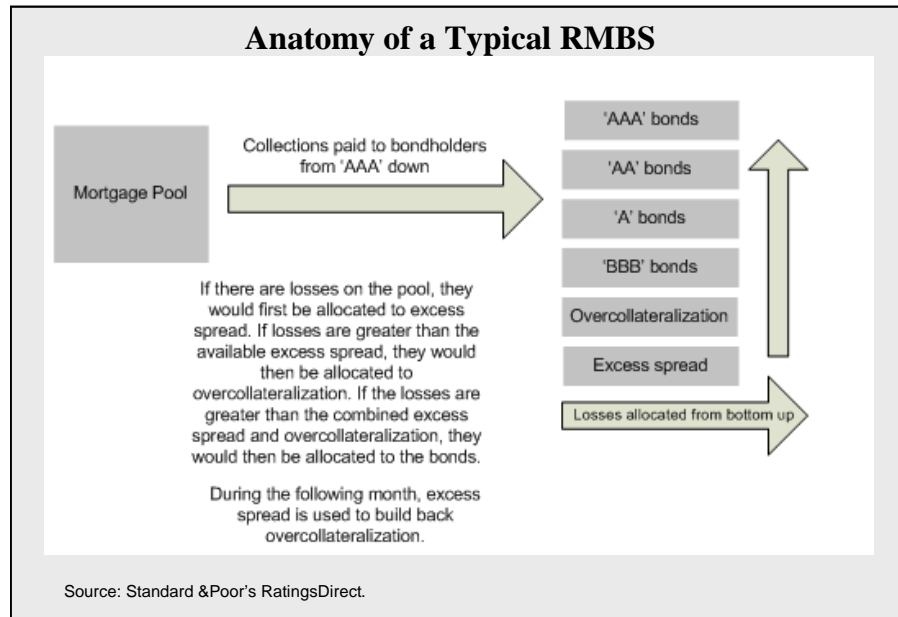 Anatomy of a Typical RMBS
Mortgage Pool
Collections paid to bondholders
from 'AAA' down
'AAA' bonds
'AA' bonds
'A' bonds
'BBB' bonds
Overcollateralization
Excess spread
Losses allocated from bottom up
If there are losses on the pool, they
would first be allocated to excess
spread. If losses are greater than the
available excess spread, they would
then be allocated to
overcollateralization. If the losses are
greater than the combined excess
spread and overcollateralization, they
would then be allocated to the bonds.
During the following month, excess
spread is used to build back
overcollateralization.
Source: Standard &Poor's RatingsDirect.